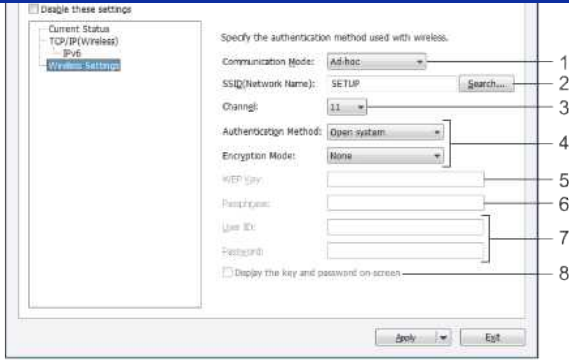 Disable these settings
Current Status
TCP/IP(Wireless)
IPv6
Wireless Settings
Specify the authentication method used with wireless.
Communication Mode: Ad-hoc 1
SSID(Network Name): SETUP Search... 2
Channel: 11 3
Authentication Method: Open system
Encryption Mode: None
4
WEP Key: 5
Passphrase: 6
User ID:
Password:
7
Display the key and password on-screen 8
Apply Exit